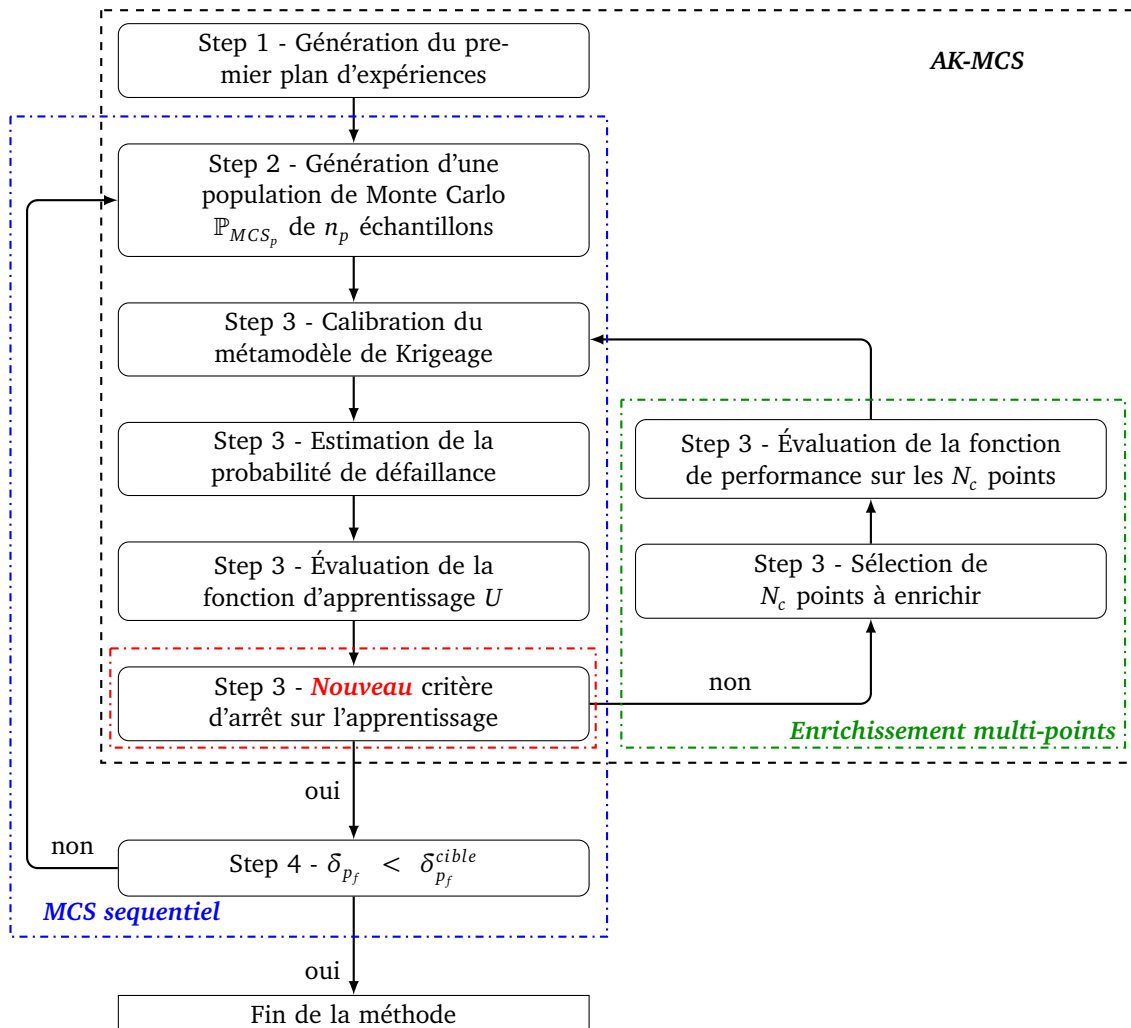 Step 1 - Génération du pre-
mier plan d'expériences
AK-MCS
Step 2 - Génération d'une
population de Monte Carlo
ℙ_{MCS_p} de n_p échantillons
Step 3 - Calibration du
métamodèle de Krigeage
Step 3 - Estimation de la
probabilité de défaillance
Step 3 - Évaluation de la fonction
de performance sur les N_c points
Step 3 - Évaluation de la
fonction d'apprentissage U
Step 3 - Sélection de
N_c points à enrichir
Step 3 - Nouveau critère
d'arrêt sur l'apprentissage
non
Enrichissement multi-points
oui
non
Step 4 - δ_{p_f} < δ_{p_f}^{cible}
MCS sequentiel
oui
Fin de la méthode